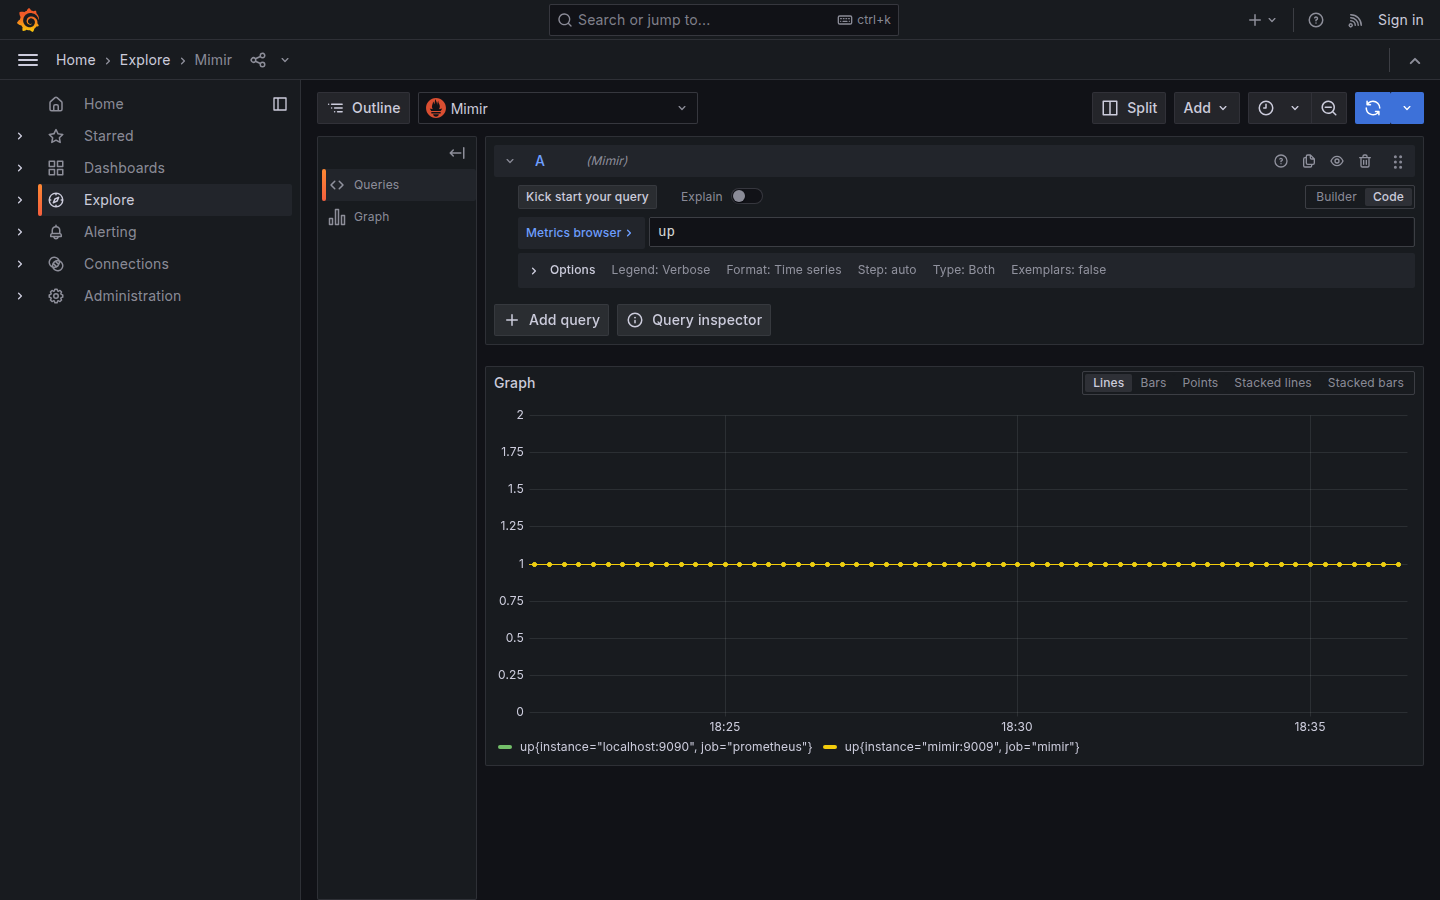 Search or jump to... ctrl+k
Sign in
Home › Explore › Mimir
Home
Starred
Dashboards
Explore
Alerting
Connections
Administration
Outline
Mimir
Split
Add
Queries
Graph
A (Mimir)
Kick start your query
Explain
Builder
Code
Metrics browser
up
Options Legend: Verbose Format: Time series Step: auto Type: Both Exemplars: false
Add query
Query inspector
Graph
Lines Bars Points Stacked lines Stacked bars
2
1.75
1.5
1.25
1
0.75
0.5
0.25
0
18:25 18:30 18:35
up{instance="localhost:9090", job="prometheus"} up{instance="mimir:9009", job="mimir"}